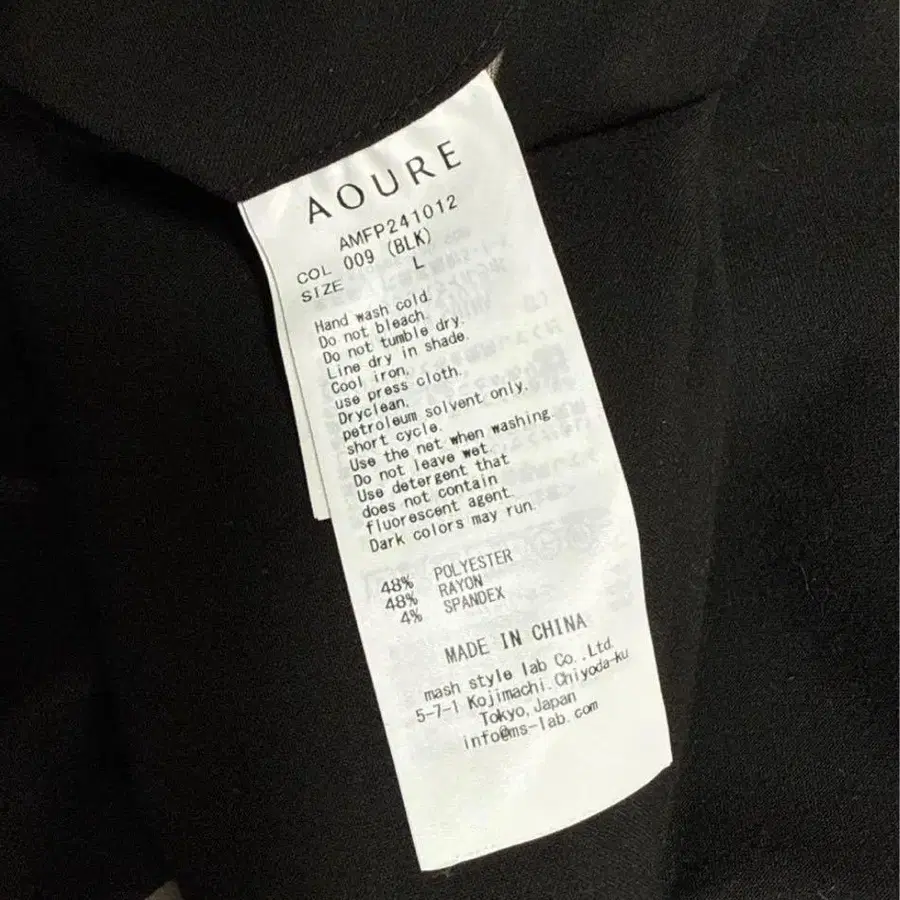 AOURE
AMFP241012
COL 009 (BLK)
SIZE L
Hand wash cold.
Do not bleach.
Do not tumble dry.
Line dry in shade.
Cool iron.
use press cloth.
Dryclean.
petroleum solvent only.
short cycle.
Use the net when washing.
Do not leave wet.
Use detergent that
does not contain
fluorescent agent.
Dark colors may run.
48% POLYESTER
48% RAYON
4% SPANDEX
MADE IN CHINA
mash style lab Co.,Ltd.
5-7-1 Kojimachi.Chiyoda-ku
Tokyo,Japan
info@ms-lab.com